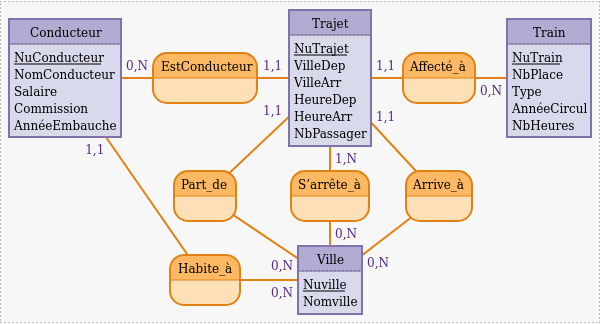 Conducteur
NuConducteur
NomConducteur
Salaire
Commission
AnnéeEmbauche
0,N
EstConducteur
1,1
Trajet
NuTrajet
VilleDep
VilleArr
HeureDep
HeureArr
NbPassager
1,1
Affecté_à
0,N
Train
NuTrain
NbPlace
Type
AnnéeCircul
NbHeures
1,1
1,1
1,1
1,N
Part_de
S’arrête_à
Arrive_à
0,N
Habite_à
0,N
0,N
Ville
Nuville
Nomville
0,N